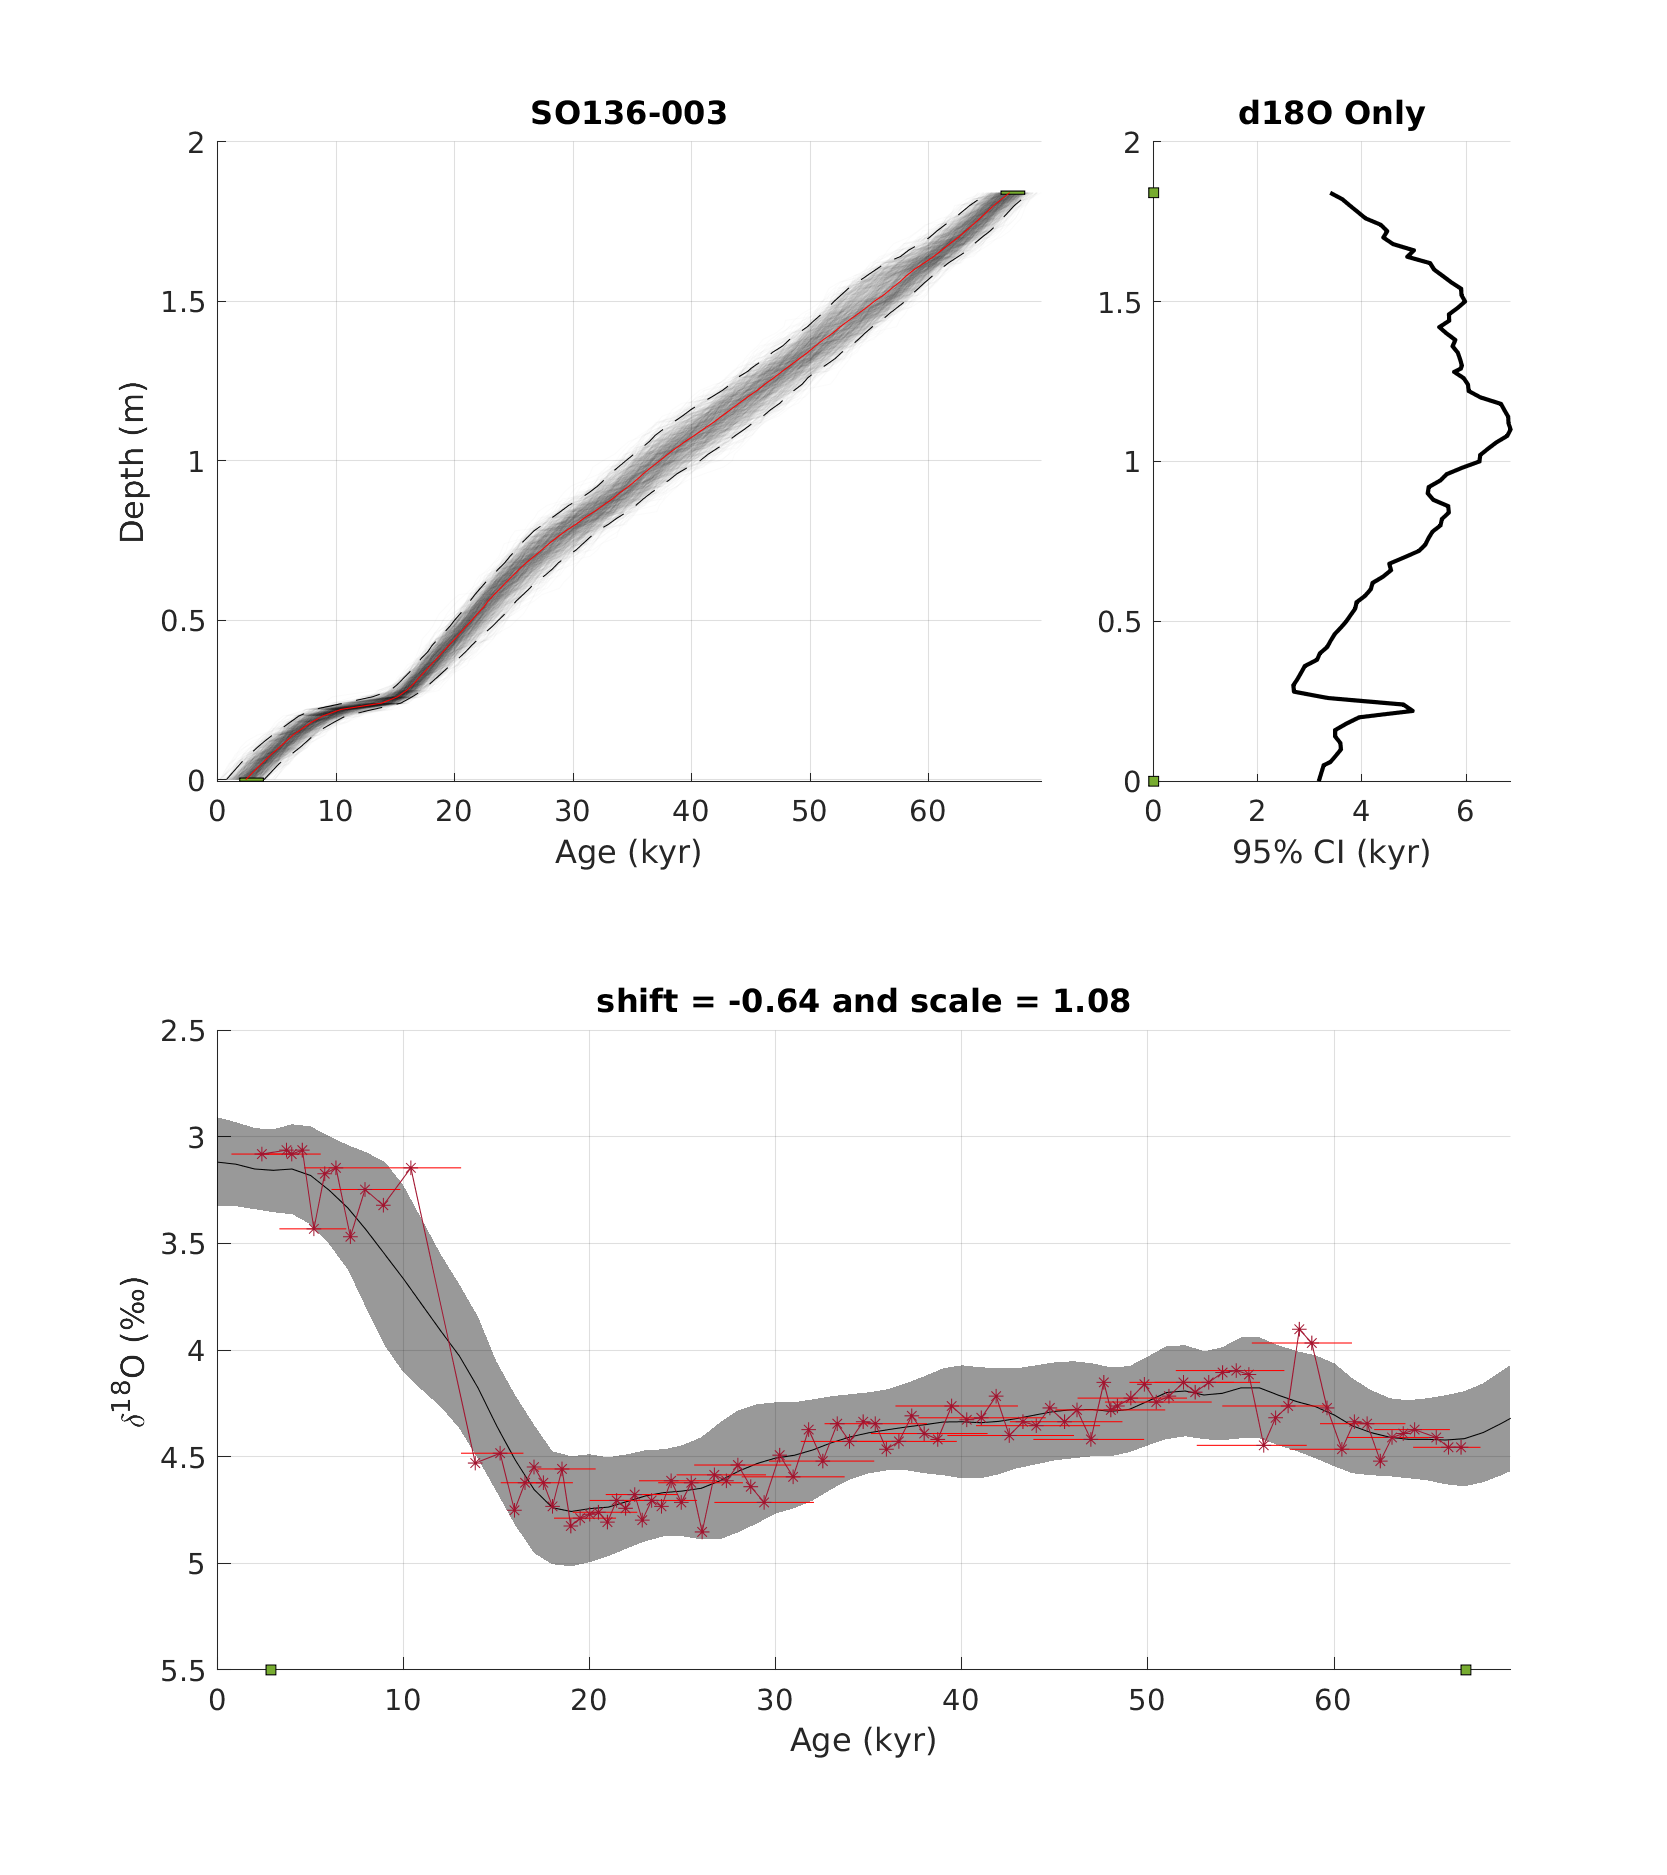 SO136-003
2
1.5
1
0.5
0
Depth (m)
0 10 20 30 40 50 60
Age (kyr)
d18O Only
2
1.5
1
0.5
0
0 2 4 6
95% CI (kyr)
shift = -0.64 and scale = 1.08
2.5
3
3.5
4
4.5
5
5.5
δ¹⁸O (‰)
0 10 20 30 40 50 60
Age (kyr)